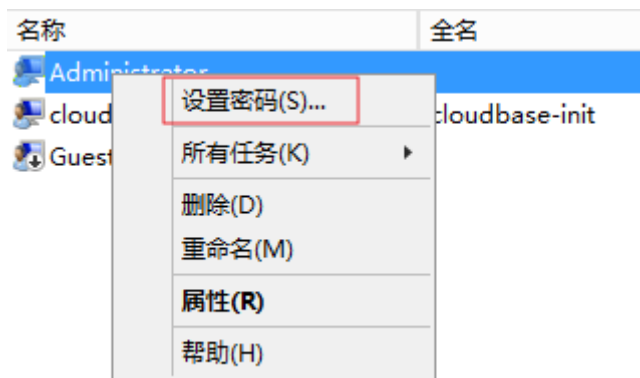 名称 全名
Administrator
设置密码(S)...
cloud cloudbase-init
所有任务(K)
Guest
删除(D)
重命名(M)
属性(R)
帮助(H)